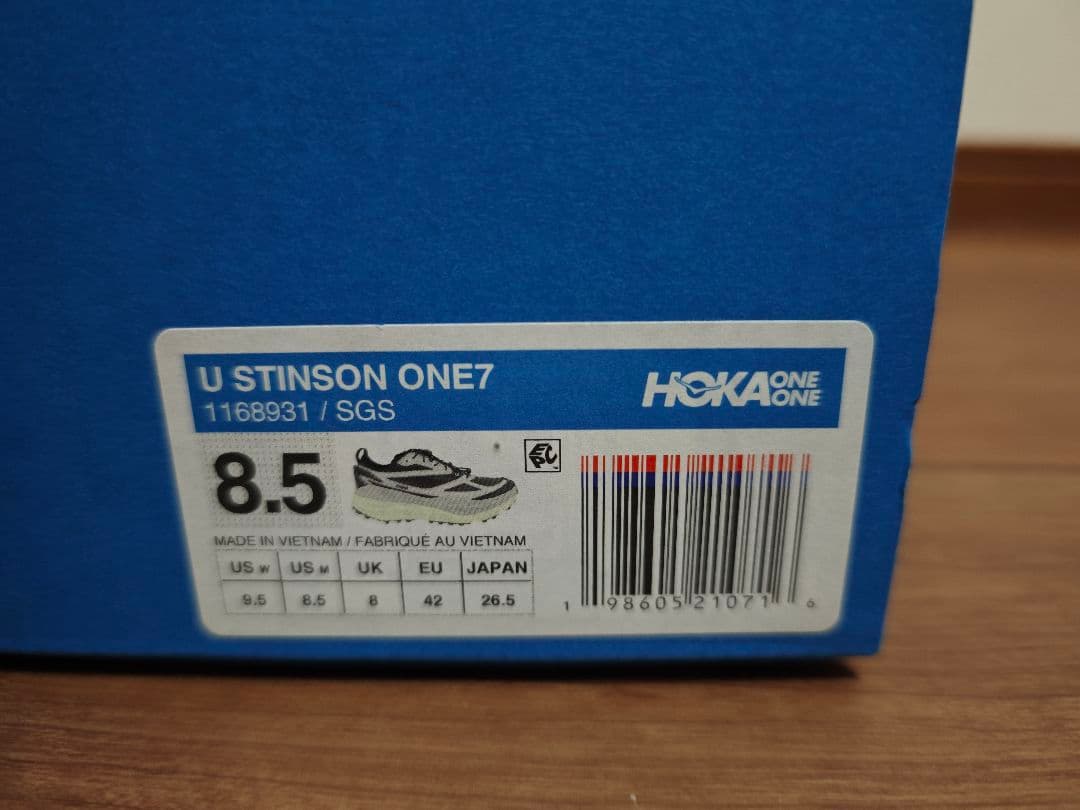 U STINSON ONE7
1168931 / SGS
HOKA ONE ONE
8.5
EPC
MADE IN VIETNAM / FABRIQUÉ AU VIETNAM
US W US M UK EU JAPAN
9.5 8.5 8 42 26.5
1 98605 21071 6